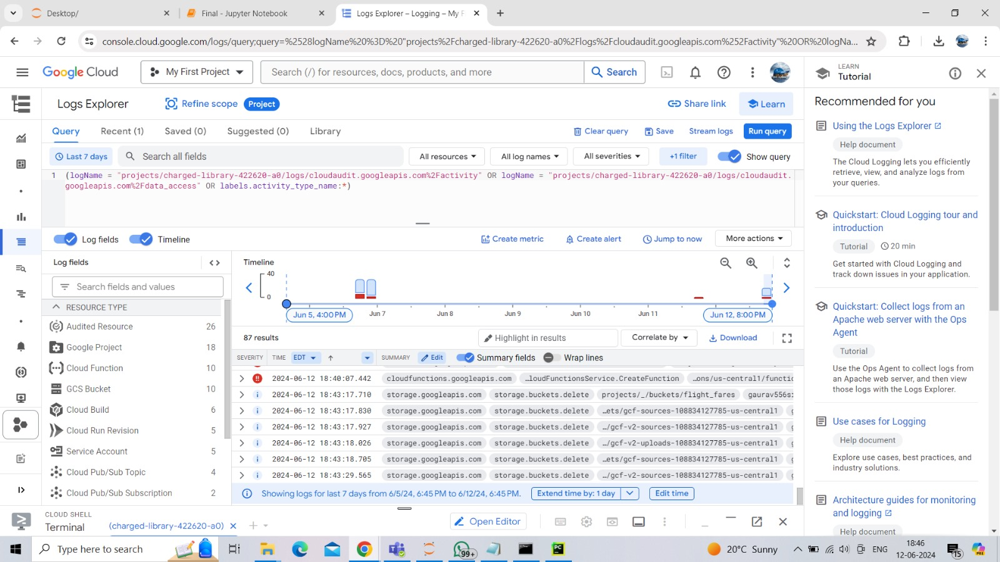 Desktop/
Final - Jupyter Notebook
Logs Explorer – Logging – My F
console.cloud.google.com/logs/query;query=%2528logName%20%3D%20"projects%2Fcharged-library-422620-a0%2Flogs%2Fcloudaudit.googleapis.com%252Factivity"%20OR%20logNa...
Google Cloud
My First Project
Search (/) for resources, docs, products, and more
Search
LEARN
Tutorial
Logs Explorer
Refine scope
Project
Share link
Learn
Query
Recent (1)
Saved (0)
Suggested (0)
Library
Clear query
Save
Stream logs
Run query
Last 7 days
Search all fields
All resources
All log names
All severities
+1 filter
Show query
1 (logName = "projects/charged-library-422620-a0/logs/cloudaudit.googleapis.com%2Factivity" OR logName = "projects/charged-library-422620-a0/logs/cloudaudit.
googleapis.com%2Fdata_access" OR labels.activity_type_name:*)
Log fields
Timeline
Create metric
Create alert
Jump to now
More actions
Log fields
Search fields and values
RESOURCE TYPE
Audited Resource 26
Google Project 18
Cloud Function 10
GCS Bucket 10
Cloud Build 6
Cloud Run Revision 5
Service Account 5
Cloud Pub/Sub Topic 4
Cloud Pub/Sub Subscription 2
Timeline
40
0
Jun 5, 4:00 PM
Jun 7
Jun 8
Jun 9
Jun 10
Jun 11
Jun 12, 8:00 PM
87 results
Highlight in results
Correlate by
Download
SEVERITY TIME EDT SUMMARY Edit Summary fields Wrap lines
2024-06-12 18:40:07.442 cloudfunctions.googleapis.com …loudFunctionsService.CreateFunction …ons/us-central1/functio
2024-06-12 18:43:17.710 storage.googleapis.com storage.buckets.delete projects/_/buckets/flight_fares gaurav556si
2024-06-12 18:43:17.830 storage.googleapis.com storage.buckets.delete …ets/gcf-sources-108834127785-us-central1 g
2024-06-12 18:43:17.927 storage.googleapis.com storage.buckets.delete …/gcf-v2-sources-108834127785-us-central1 g
2024-06-12 18:43:18.026 storage.googleapis.com storage.buckets.delete …/gcf-v2-uploads-108834127785-us-central1 g
2024-06-12 18:43:18.705 storage.googleapis.com storage.buckets.delete …ets/gcf-sources-108834127785-us-central1 g
2024-06-12 18:43:29.565 storage.googleapis.com storage.buckets.delete …/gcf-v2-sources-108834127785-us-central1 g
Showing logs for last 7 days from 6/5/24, 6:45 PM to 6/12/24, 6:45 PM.
Extend time by: 1 day
Edit time
Recommended for you
Using the Logs Explorer
Help document
The Cloud Logging lets you efficiently
retrieve, view, and analyze logs from
your queries.
Quickstart: Cloud Logging tour and
introduction
Tutorial
20 min
Get started with Cloud Logging and
track down issues in your application.
Quickstart: Collect logs from an
Apache web server with the Ops
Agent
Tutorial
Use the Ops Agent to collect logs from
an Apache web server, and then view
those logs with the Logs Explorer.
Use cases for Logging
Help document
Explore use cases, best practices, and
industry solutions.
Architecture guides for monitoring
and logging
Help document
CLOUD SHELL
Terminal
(charged-library-422620-a0)
Open Editor
Type here to search
99+
20°C Sunny
ENG
18:46
12-06-2024
15
PRE